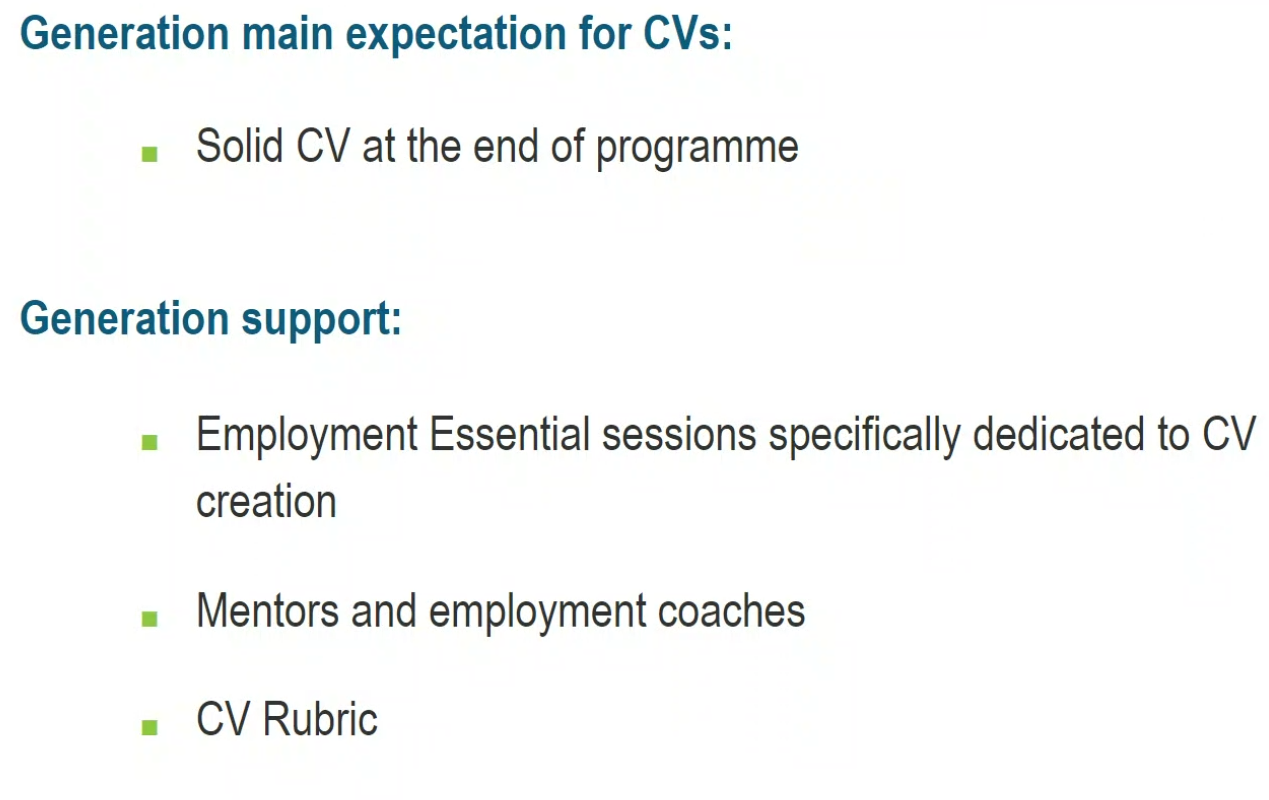 Generation main expectation for CVs:
Solid CV at the end of programme
Generation support:
Employment Essential sessions specifically dedicated to CV
creation
Mentors and employment coaches
CV Rubric